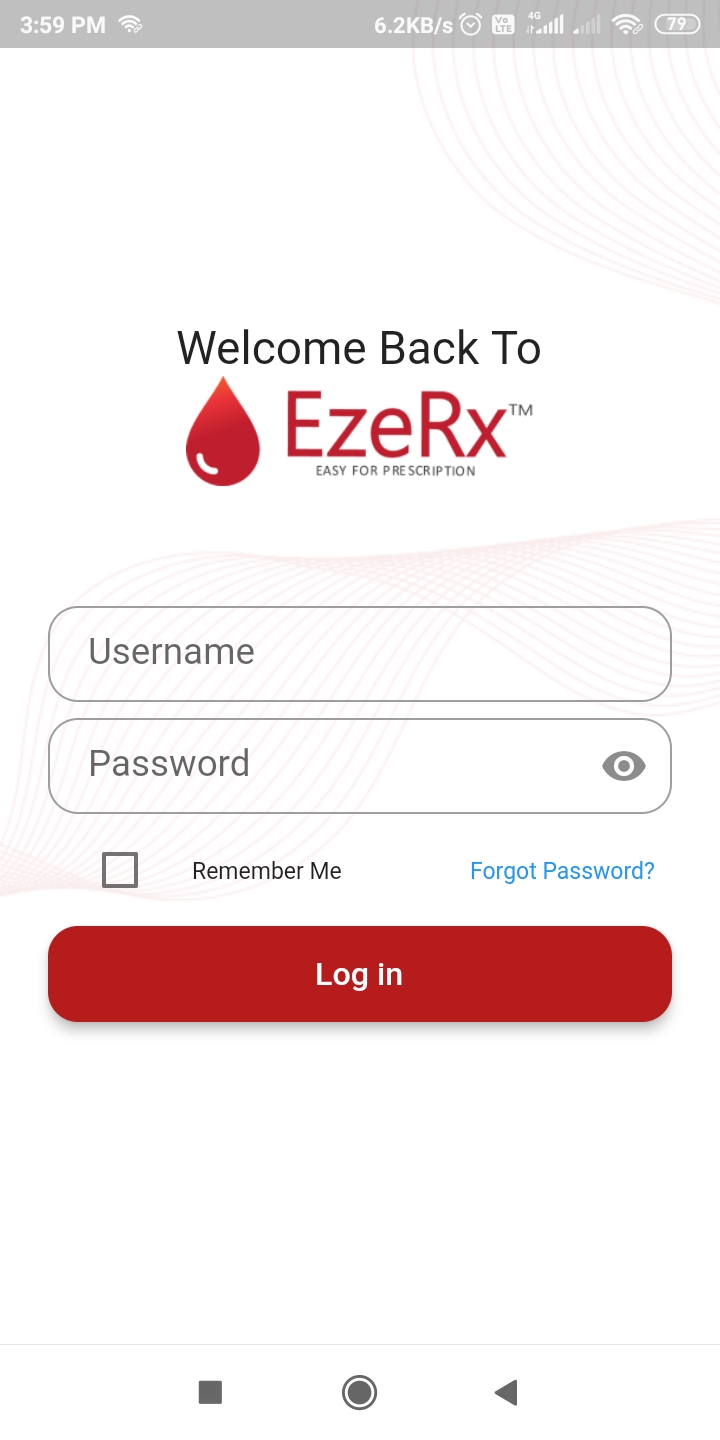 3:59 PM 6.2KB/s Vo LTE 4G 79
Welcome Back To
EzeRx™
EASY FOR PRESCRIPTION
Username
Password
Remember Me Forgot Password?
Log in